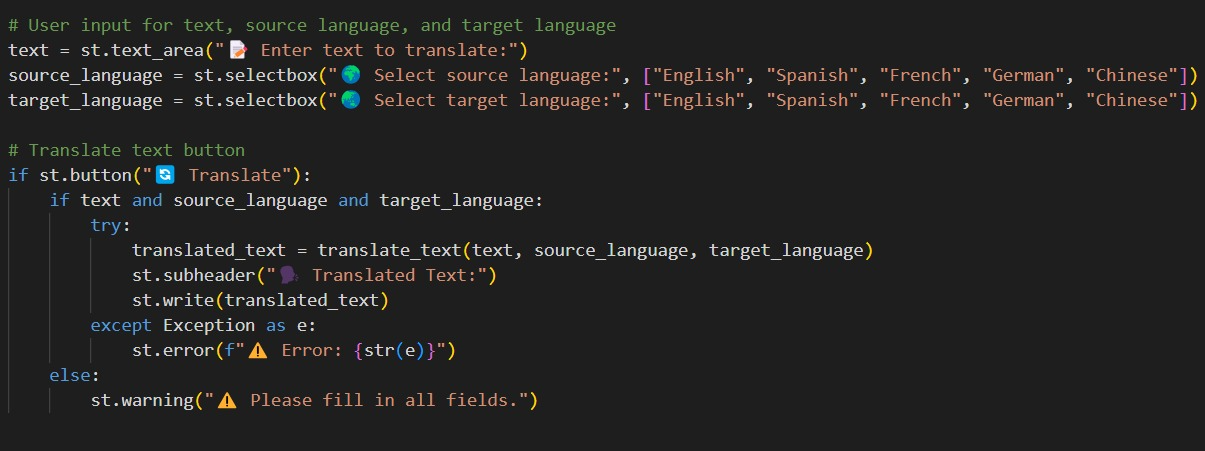 # User input for text, source language, and target language
text = st.text_area("📝 Enter text to translate:")
source_language = st.selectbox("🌍 Select source language:", ["English", "Spanish", "French", "German", "Chinese"])
target_language = st.selectbox("🌏 Select target language:", ["English", "Spanish", "French", "German", "Chinese"])

# Translate text button
if st.button("🔄 Translate"):
    if text and source_language and target_language:
        try:
            translated_text = translate_text(text, source_language, target_language)
            st.subheader("🗣️ Translated Text:")
            st.write(translated_text)
        except Exception as e:
            st.error(f"⚠️ Error: {str(e)}")
    else:
        st.warning("⚠️ Please fill in all fields.")